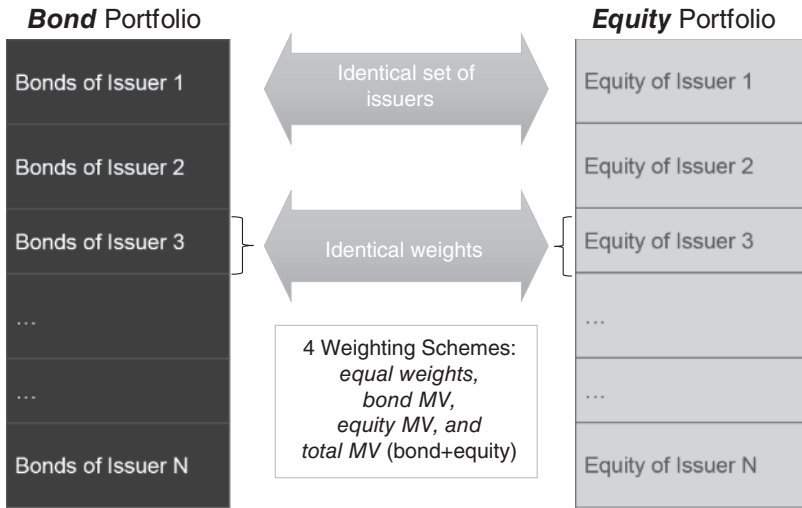 Bond Portfolio
Equity Portfolio
Bonds of Issuer 1
Identical set of
issuers
Equity of Issuer 1
Bonds of Issuer 2
Equity of Issuer 2
Bonds of Issuer 3
Identical weights
Equity of Issuer 3
...
4 Weighting Schemes:
equal weights,
bond MV,
equity MV, and
total MV (bond+equity)
...
...
...
Bonds of Issuer N
Equity of Issuer N